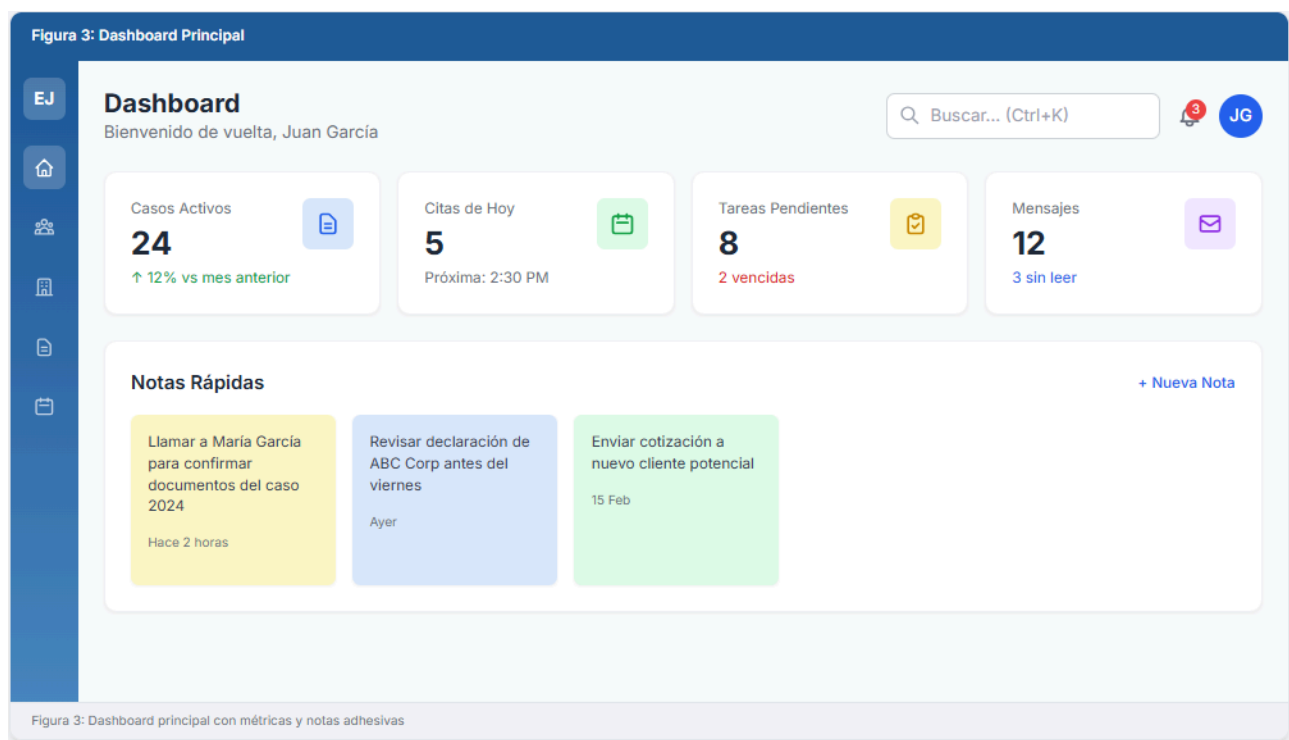 Figura 3: Dashboard Principal
EJ
Dashboard
Bienvenido de vuelta, Juan García
Buscar... (Ctrl+K)
3
JG
Casos Activos
24
↑ 12% vs mes anterior
Citas de Hoy
5
Próxima: 2:30 PM
Tareas Pendientes
8
2 vencidas
Mensajes
12
3 sin leer
Notas Rápidas
+ Nueva Nota
Llamar a María García
para confirmar
documentos del caso
2024
Hace 2 horas
Revisar declaración de
ABC Corp antes del
viernes
Ayer
Enviar cotización a
nuevo cliente potencial
15 Feb
Figura 3: Dashboard principal con métricas y notas adhesivas